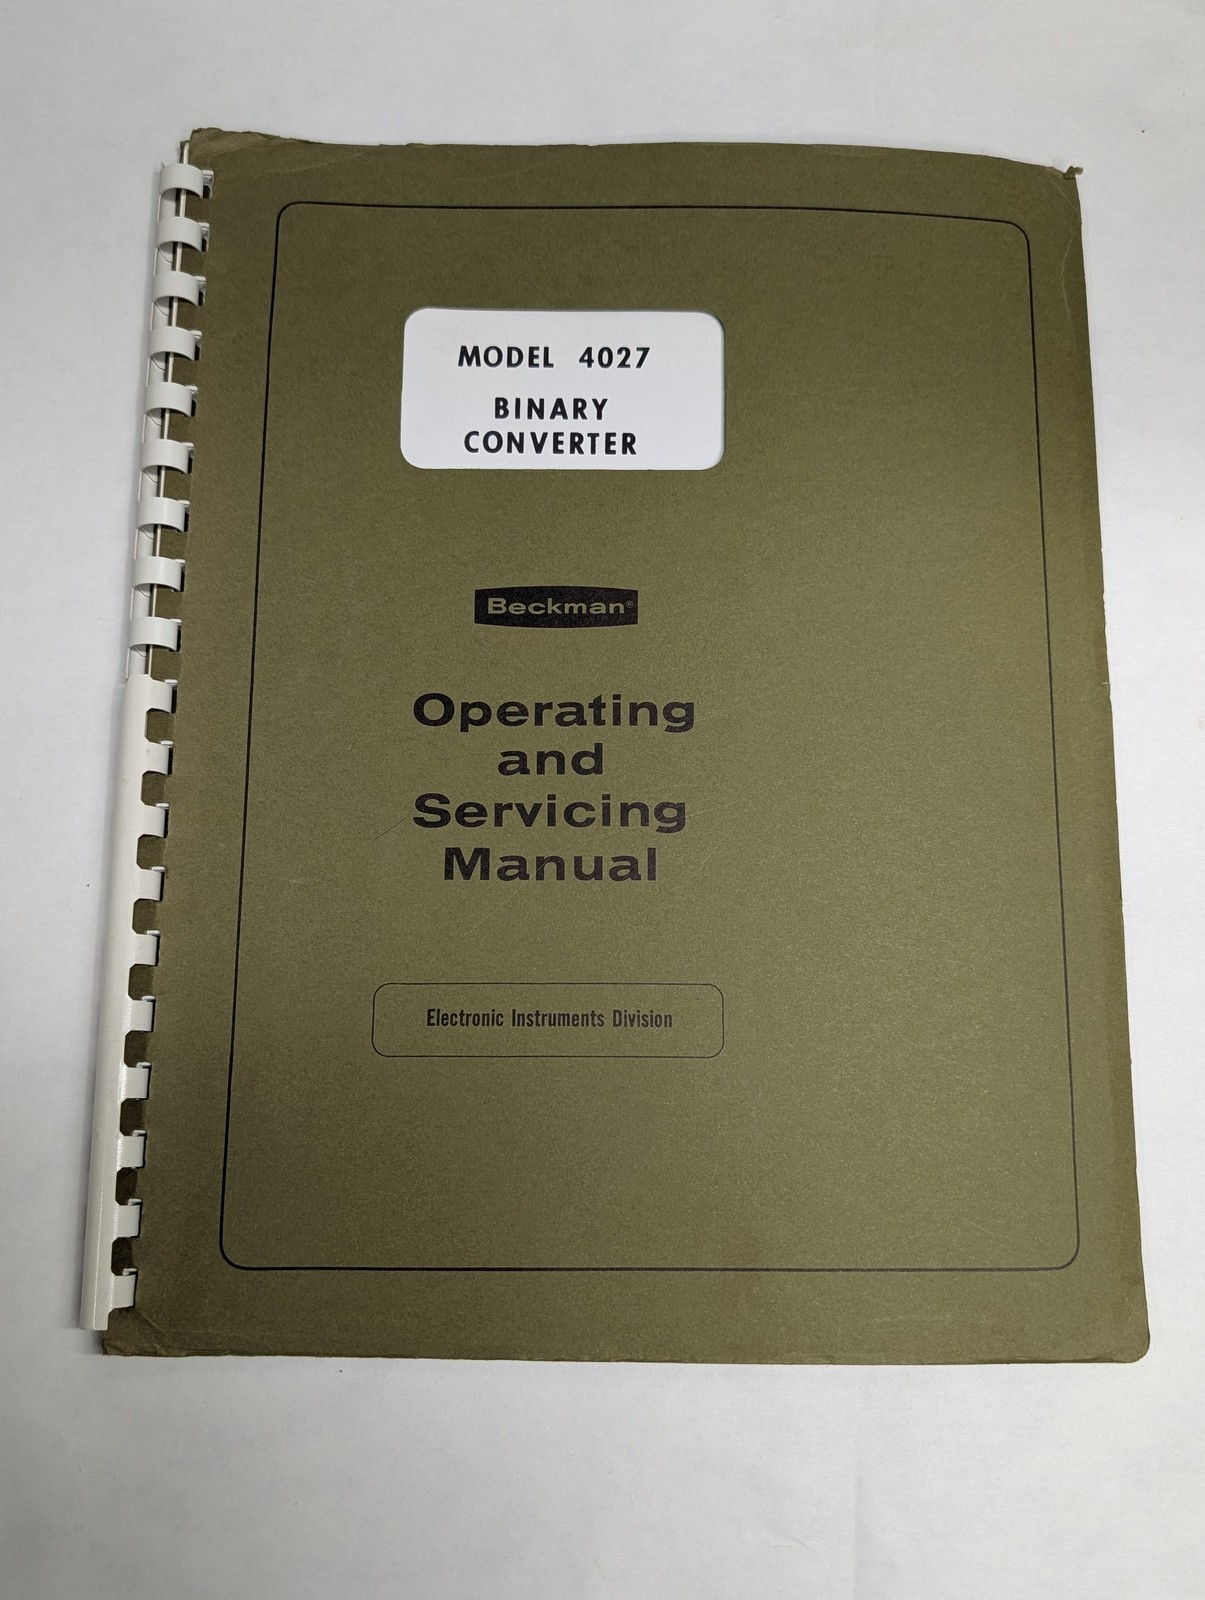 MODEL 4027
BINARY
CONVERTER
Beckman®
Operating
and
Servicing
Manual
Electronic Instruments Division